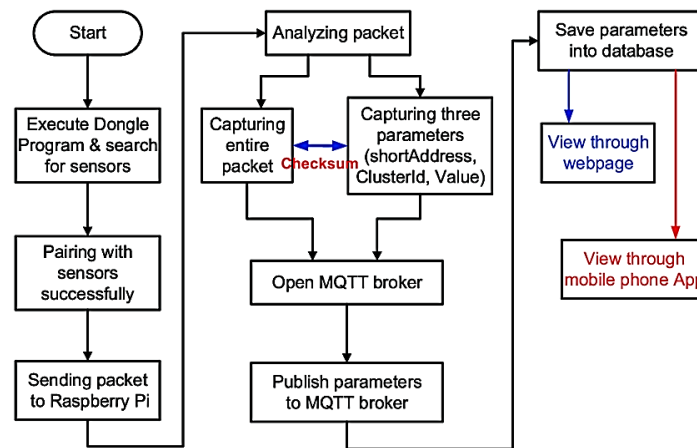 Start
Execute Dongle
Program & search
for sensors
Pairing with
sensors
successfully
Sending packet
to Raspberry Pi
Analyzing packet
Capturing
entire
packet
Checksum
Capturing three
parameters
(shortAddress,
ClusterId, Value)
Open MQTT broker
Publish parameters
to MQTT broker
Save parameters
into database
View through
webpage
View through
mobile phone App